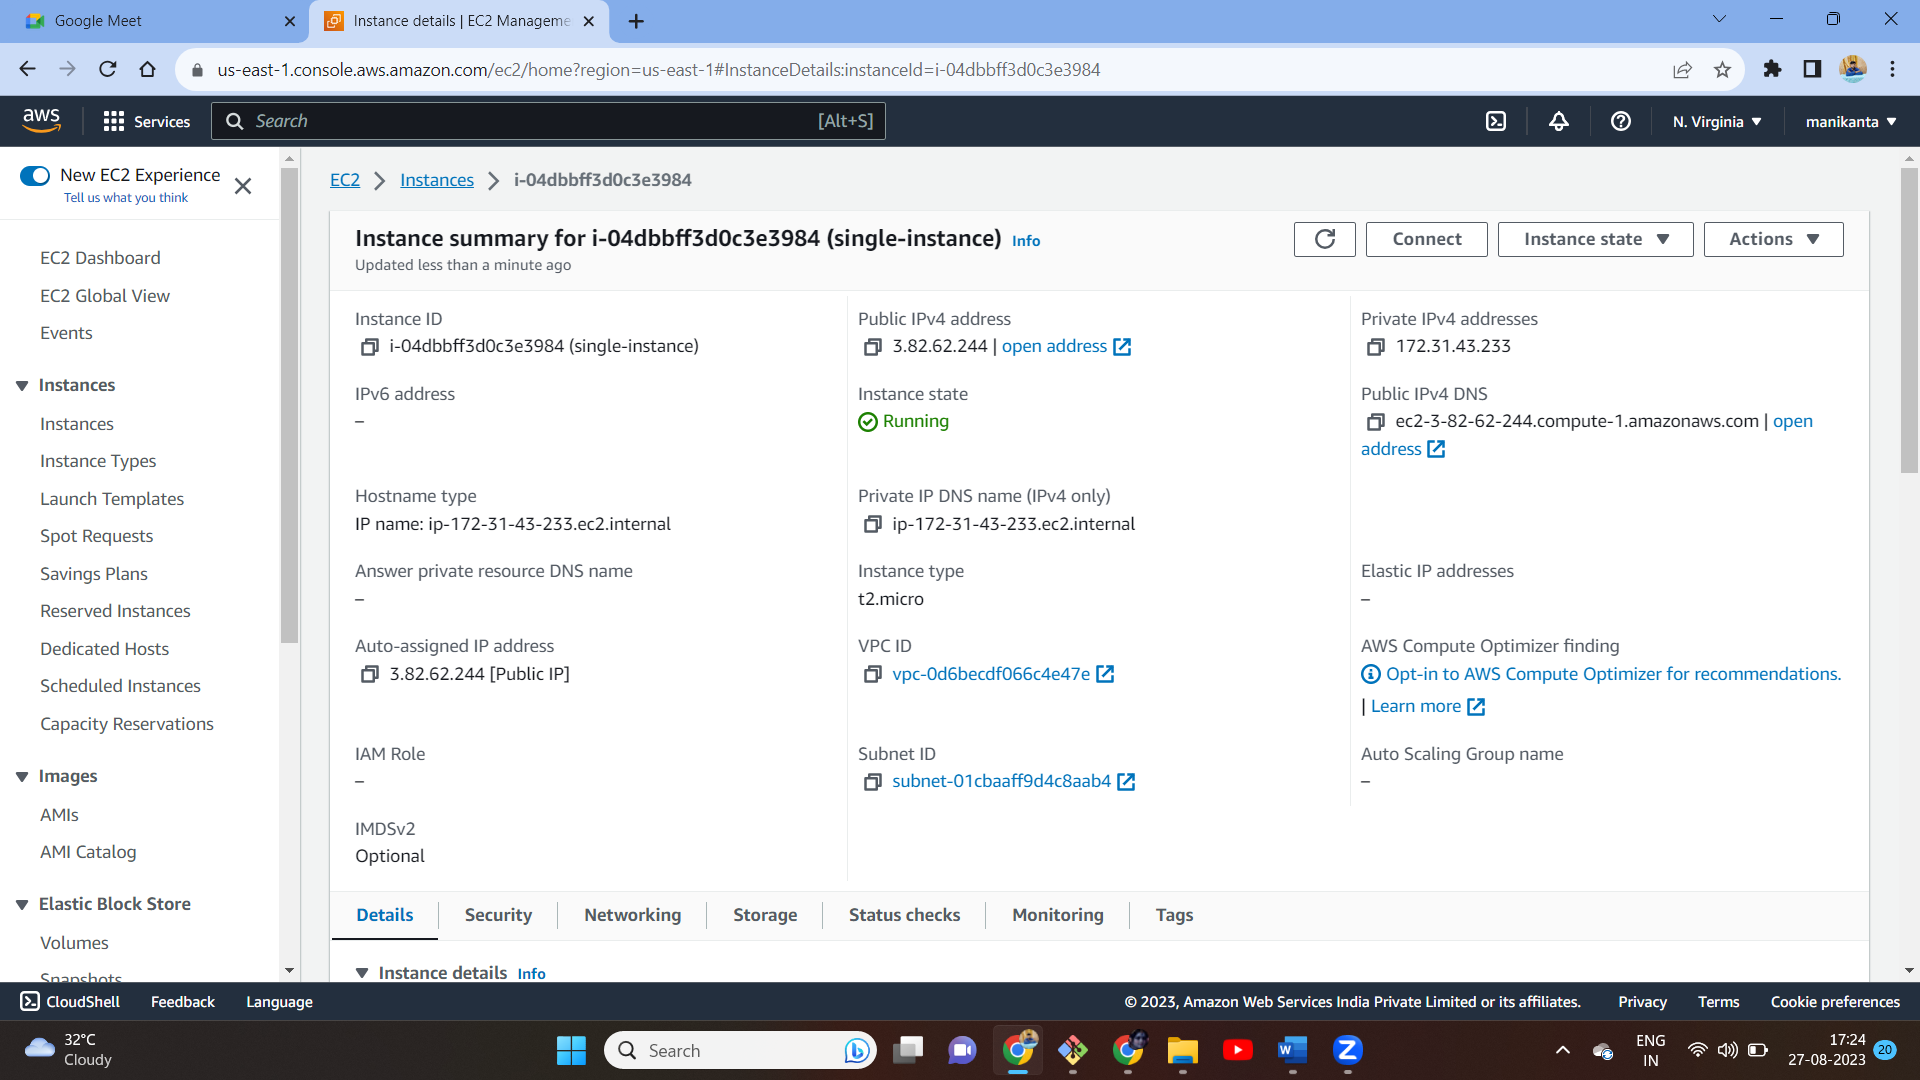 Google Meet
Instance details | EC2 Manageme
us-east-1.console.aws.amazon.com/ec2/home?region=us-east-1#InstanceDetails:instanceId=i-04dbbff3d0c3e3984
aws
Services
Search
[Alt+S]
N. Virginia
manikanta
New EC2 Experience
Tell us what you think
EC2 Dashboard
EC2 Global View
Events
Instances
Instances
Instance Types
Launch Templates
Spot Requests
Savings Plans
Reserved Instances
Dedicated Hosts
Scheduled Instances
Capacity Reservations
Images
AMIs
AMI Catalog
Elastic Block Store
Volumes
Snapshots
EC2 > Instances > i-04dbbff3d0c3e3984
Instance summary for i-04dbbff3d0c3e3984 (single-instance) Info
Updated less than a minute ago
Connect
Instance state
Actions
Instance ID
i-04dbbff3d0c3e3984 (single-instance)
Public IPv4 address
3.82.62.244 | open address
Private IPv4 addresses
172.31.43.233
IPv6 address
–
Instance state
Running
Public IPv4 DNS
ec2-3-82-62-244.compute-1.amazonaws.com | open
address
Hostname type
IP name: ip-172-31-43-233.ec2.internal
Private IP DNS name (IPv4 only)
ip-172-31-43-233.ec2.internal
Answer private resource DNS name
–
Instance type
t2.micro
Elastic IP addresses
–
Auto-assigned IP address
3.82.62.244 [Public IP]
VPC ID
vpc-0d6becdf066c4e47e
AWS Compute Optimizer finding
Opt-in to AWS Compute Optimizer for recommendations.
| Learn more
IAM Role
–
Subnet ID
subnet-01cbaaff9d4c8aab4
Auto Scaling Group name
–
IMDSv2
Optional
Details
Security
Networking
Storage
Status checks
Monitoring
Tags
Instance details Info
CloudShell
Feedback
Language
© 2023, Amazon Web Services India Private Limited or its affiliates.
Privacy
Terms
Cookie preferences
32°C
Cloudy
Search
ENG
IN
17:24
27-08-2023
20